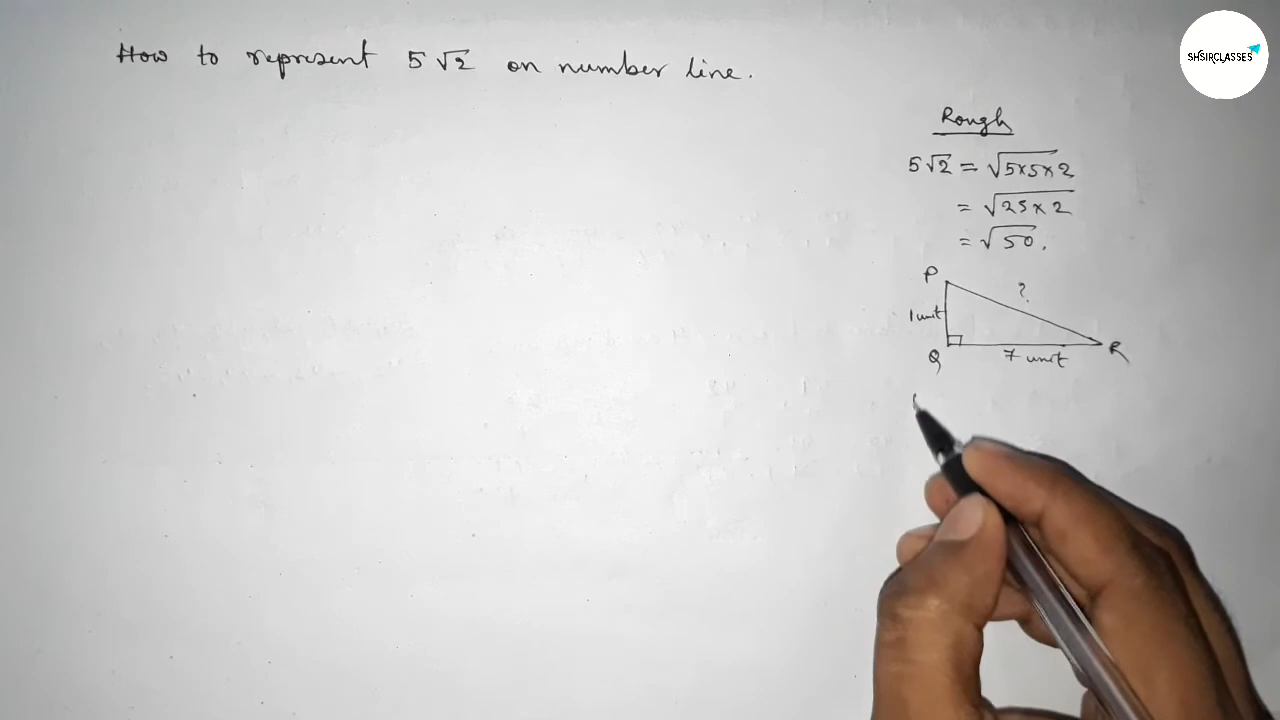 How to represent 5√2 on number line.
SHSIRCLASSES
Rough
5√2 = √5×5×2
= √25×2
= √50.
P
?
1 unit
Q
7 unit
R